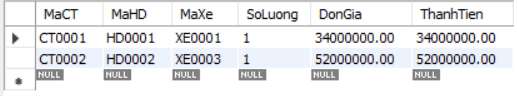 MaCT MaHD MaXe SoLuong DonGia ThanhTien
CT0001 HD0001 XE0001 1 34000000.00 34000000.00
CT0002 HD0002 XE0003 1 52000000.00 52000000.00
NULL NULL NULL NULL NULL NULL